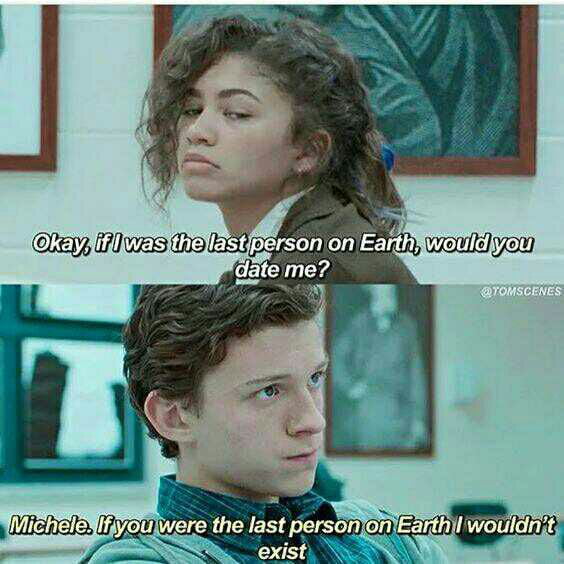 Okay, if I was the last person on Earth, would you
date me?
@TOMSCENES
Michele. If you were the last person on Earth I wouldn't
exist